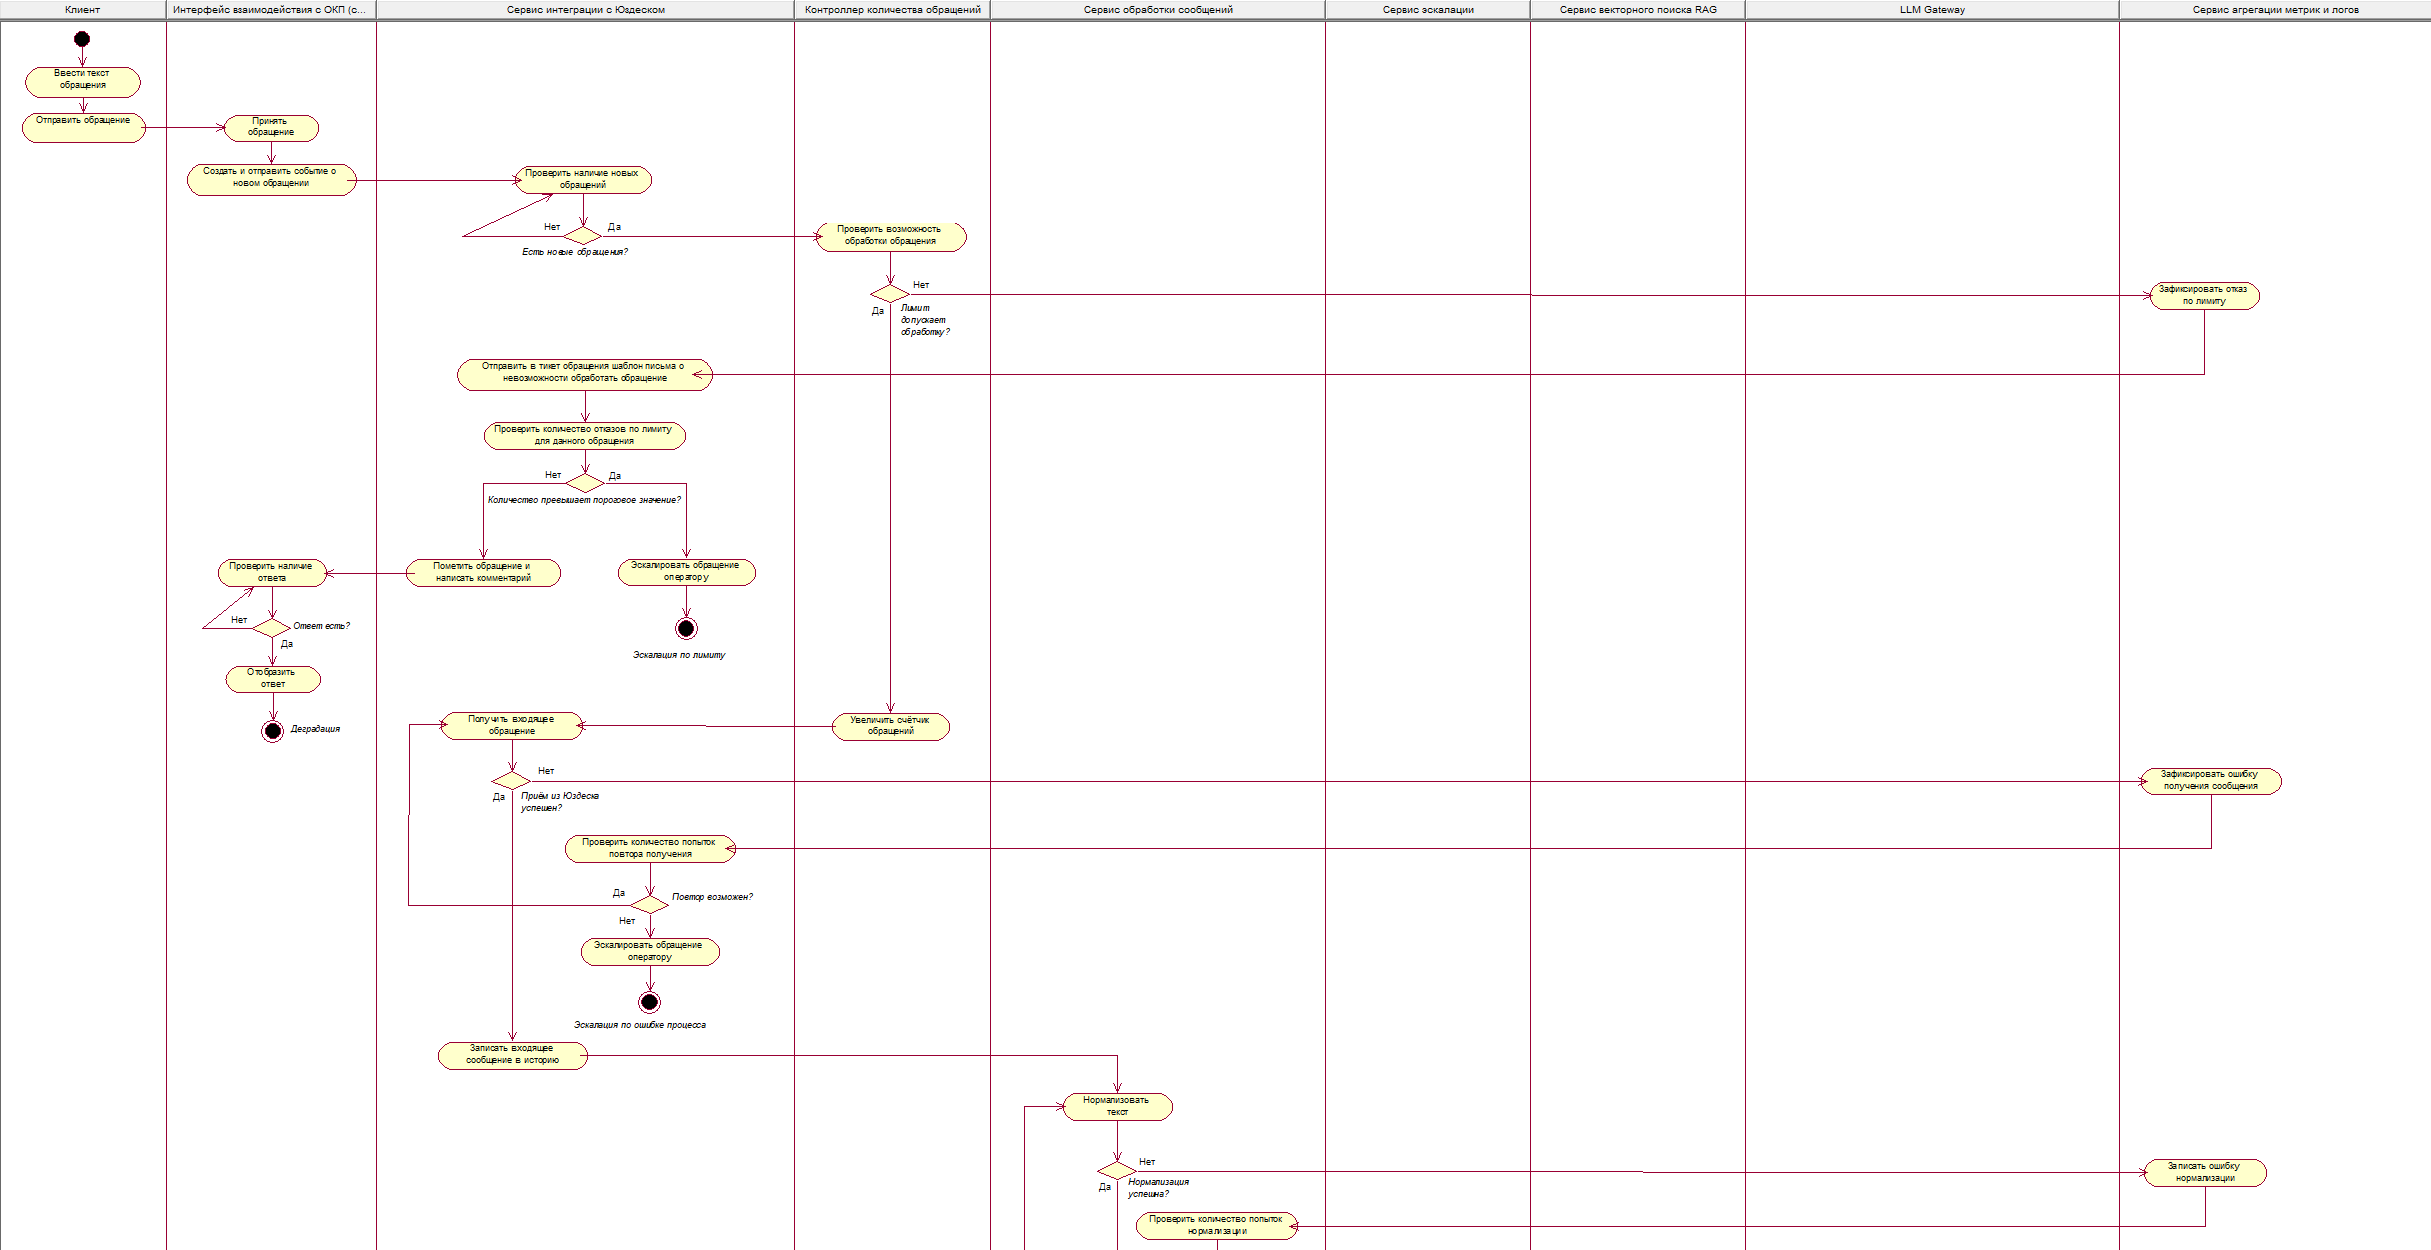 Клиент
Интерфейс взаимодействия с ОКП (с...
Сервис интеграции с Юздеском
Контроллер количества обращений
Сервис обработки сообщений
Сервис эскалации
Сервис векторного поиска RAG
LLM Gateway
Сервис агрегации метрик и логов
Ввести текст
обращения
Отправить обращение
Принять
обращение
Создать и отправить событие о
новом обращении
Проверить наличие новых
обращений
Нет
Да
Есть новые обращения?
Проверить возможность
обработки обращения
Нет
Да
Лимит
допускает
обработку?
Зафиксировать отказ
по лимиту
Отправить в тикет обращения шаблон письма о
невозможности обработать обращение
Проверить количество отказов по лимиту
для данного обращения
Нет
Да
Количество превышает пороговое значение?
Проверить наличие
ответа
Пометить обращение и
написать комментарий
Эскалировать обращение
оператору
Нет
Ответ есть?
Да
Эскалация по лимиту
Отобразить
ответ
Деградация
Получить входящее
обращение
Увеличить счётчик
обращений
Нет
Да
Приём из Юздеска
успешен?
Зафиксировать ошибку
получения сообщения
Проверить количество попыток
повтора получения
Да
Повтор возможен?
Нет
Эскалировать обращение
оператору
Эскалация по ошибке процесса
Записать входящее
сообщение в историю
Нормализовать
текст
Нет
Да
Нормализация
успешна?
Записать ошибку
нормализации
Проверить количество попыток
нормализации